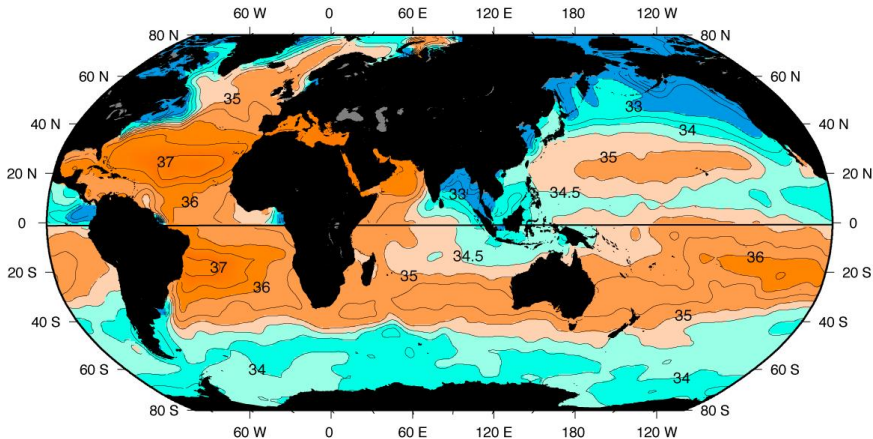 60 W 0 60 E 120 E 180 120 W
80 N 80 N
60 N 60 N
35 33
40 N 34 40 N
37 35
20 N 33 34.5 20 N
36
0 0
34.5 36
20 S 37 35 20 S
36
35
40 S 40 S
60 S 34 34 60 S
80 S 80 S
60 W 0 60 E 120 E 180 120 W